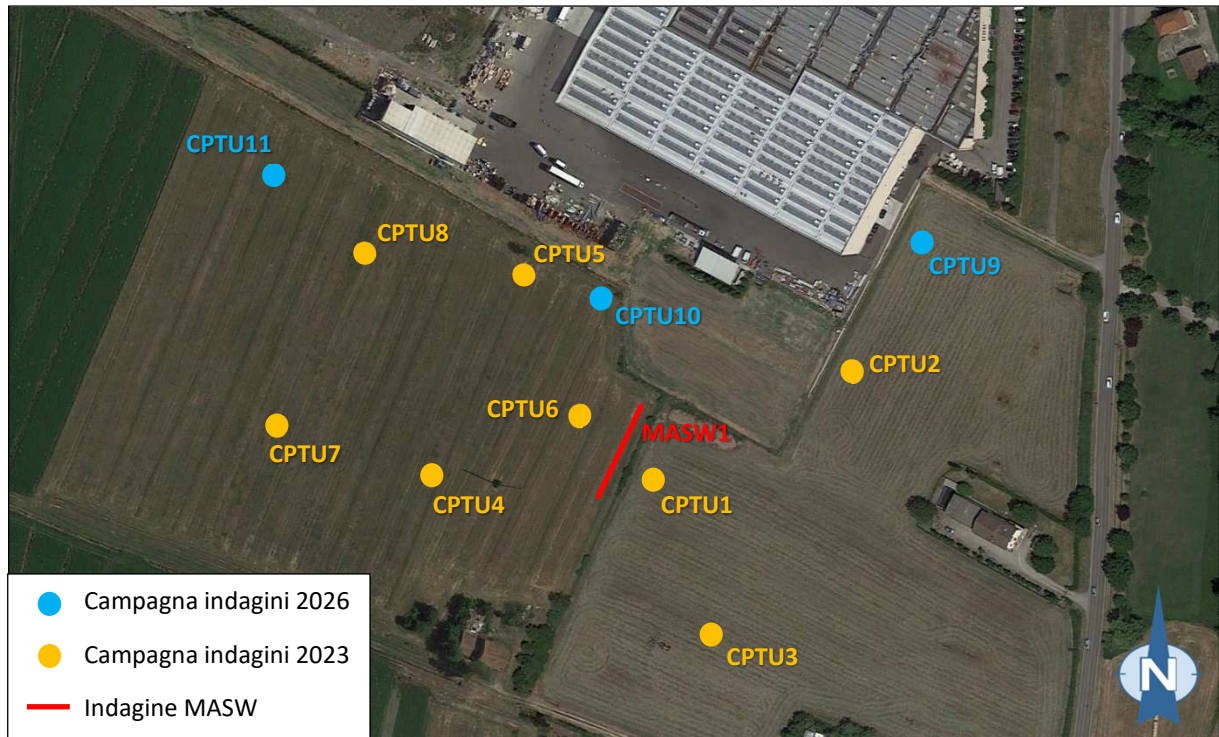 CPTU11
CPTU8
CPTU5
CPTU9
CPTU10
CPTU2
CPTU6
MASW1
CPTU7
CPTU4
CPTU1
CPTU3
Campagna indagini 2026
Campagna indagini 2023
Indagine MASW
N